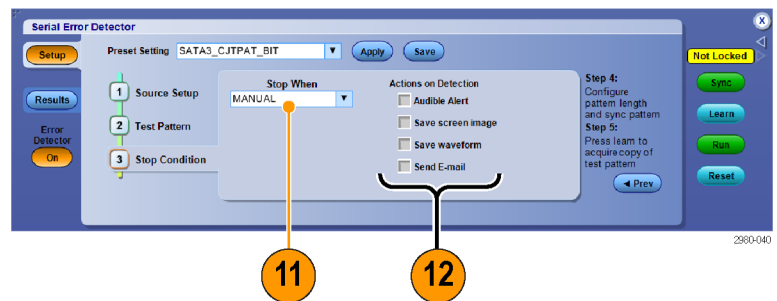 Serial Error Detector
X
Setup
Preset Setting SATA3_CJTPAT_BIT Apply Save
Not Locked
Results
Error
Detector
On
1 Source Setup
2 Test Pattern
3 Stop Condition
Stop When
MANUAL
Actions on Detection
Audible Alert
Save screen image
Save waveform
Send E-mail
Step 4:
Configure
pattern length
and sync pattern
Step 5:
Press learn to
acquire copy of
test pattern
Prev
Sync
Learn
Run
Reset
2980-040
11
12